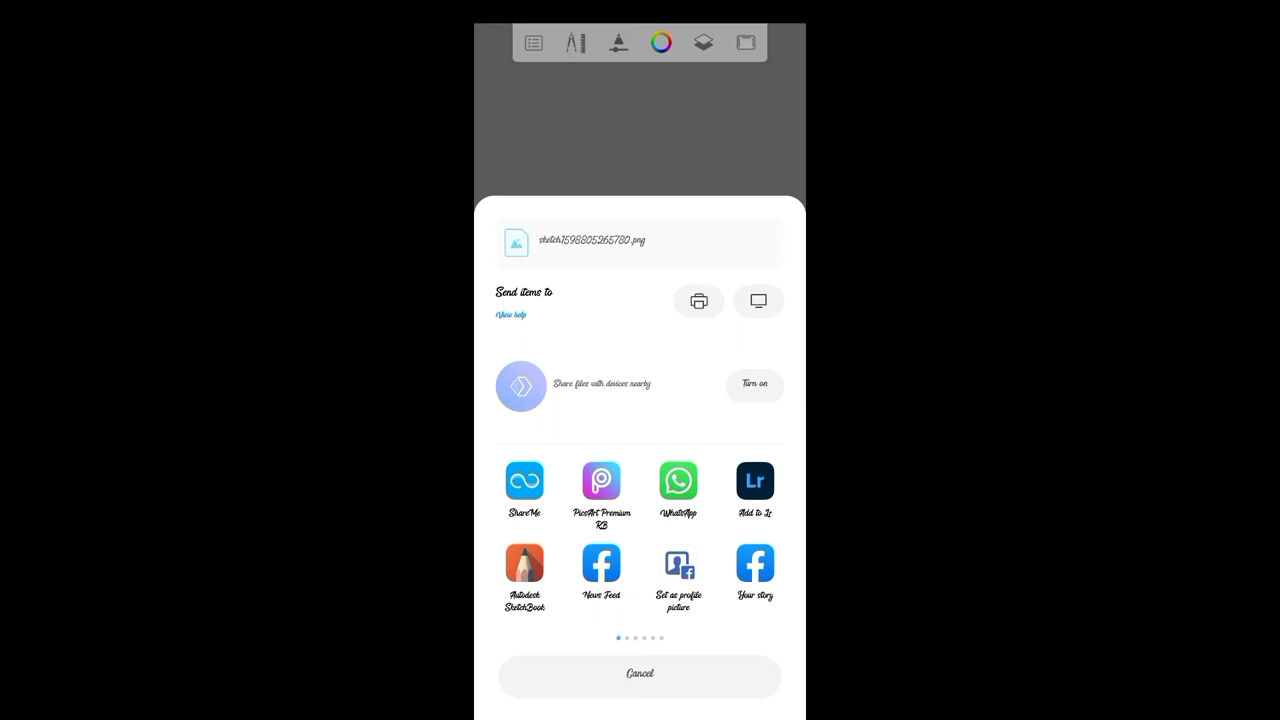 sketch1598805265780.png
Send items to
View help
Share files with devices nearby
Turn on
ShareMe
PicsArt Premium
RB
WhatsApp
Lr
Add to Lr
Autodesk
SketchBook
News Feed
Set as profile
picture
Your story
Cancel